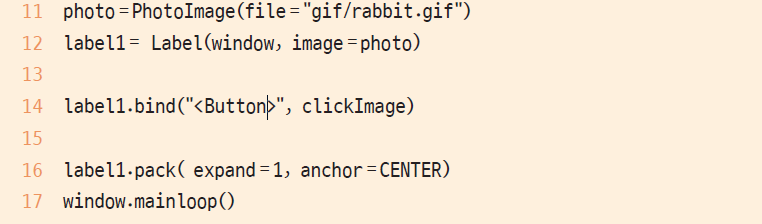 11 photo=PhotoImage(file="gif/rabbit.gif")
12 label1= Label(window, image=photo)
13
14 label1.bind("<Button>", clickImage)
15
16 label1.pack( expand=1, anchor=CENTER)
17 window.mainloop()